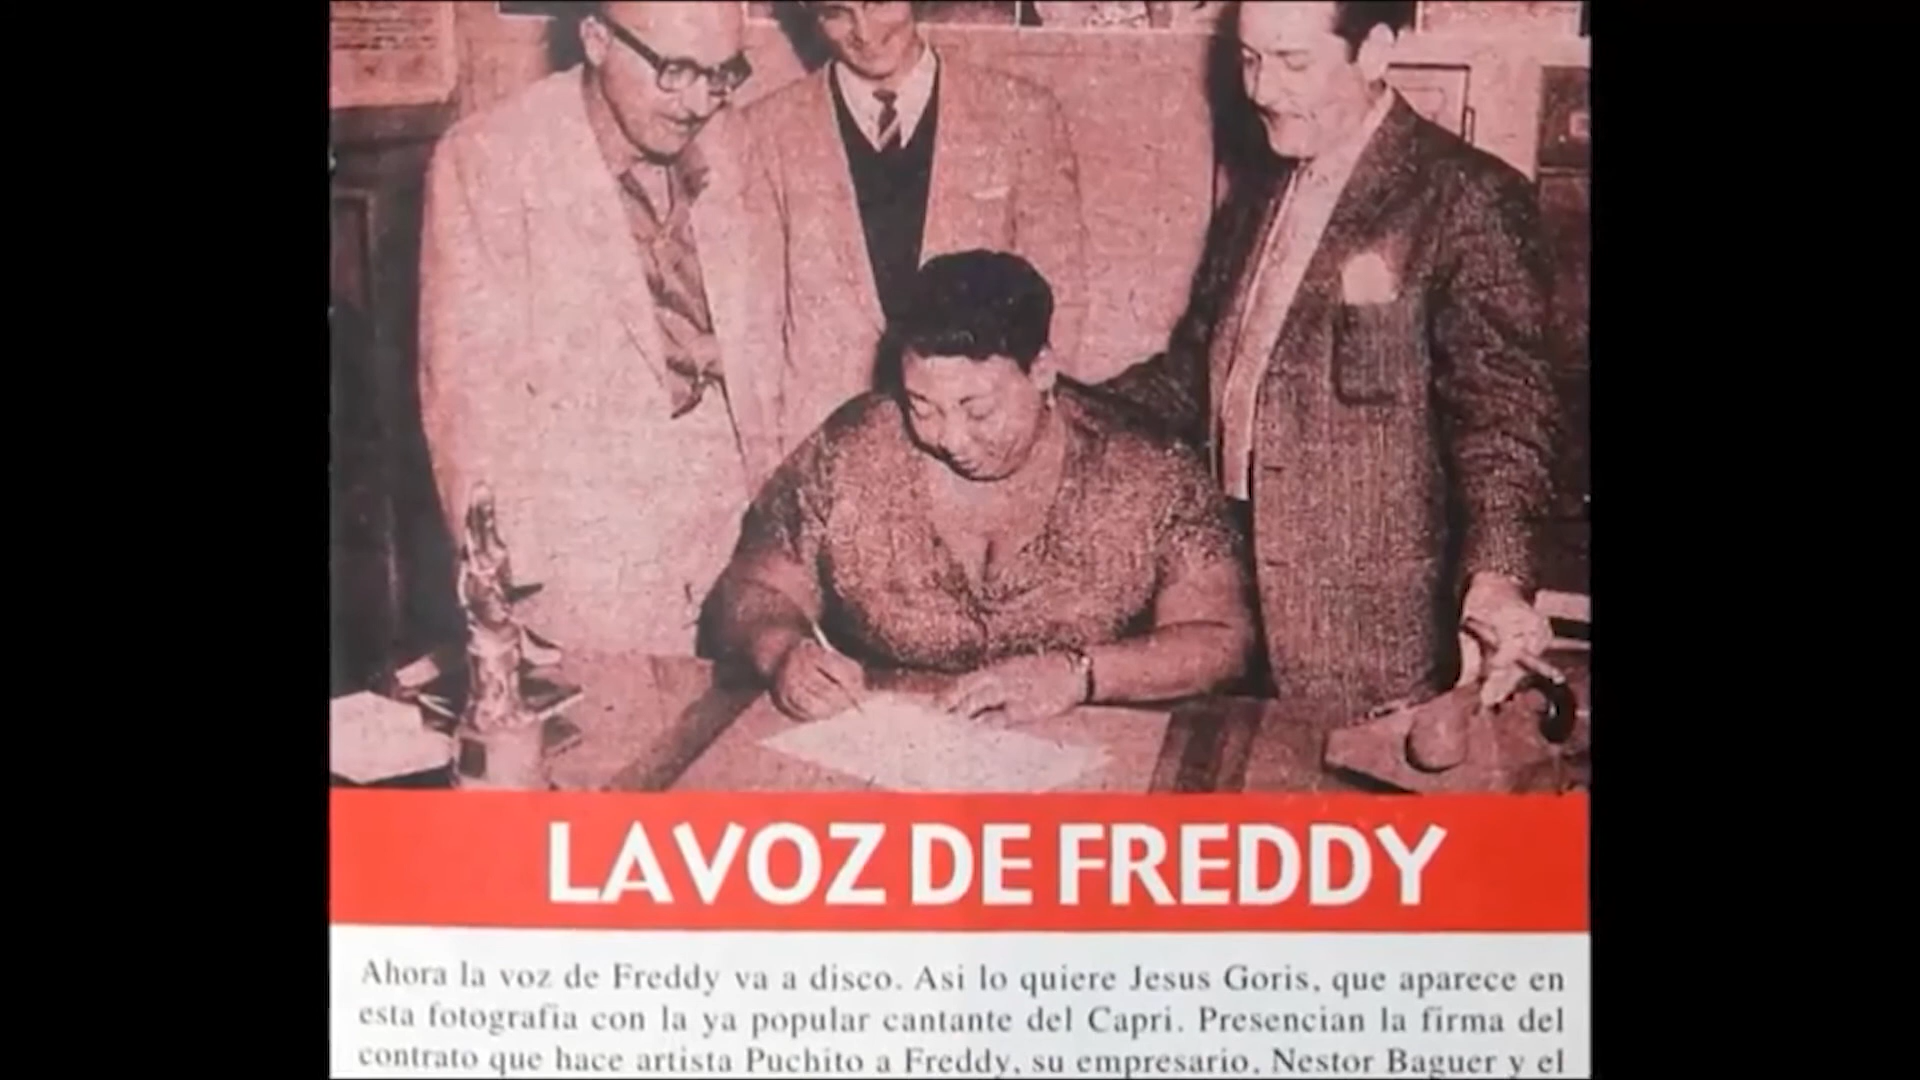 LA VOZ DE FREDDY
Ahora la voz de Freddy va a disco. Asi lo quiere Jesus Goris, que aparece en
esta fotografia con la ya popular cantante del Capri. Presencian la firma del
contrato que hace artista Puchito a Freddy, su empresario, Nestor Baguer y el